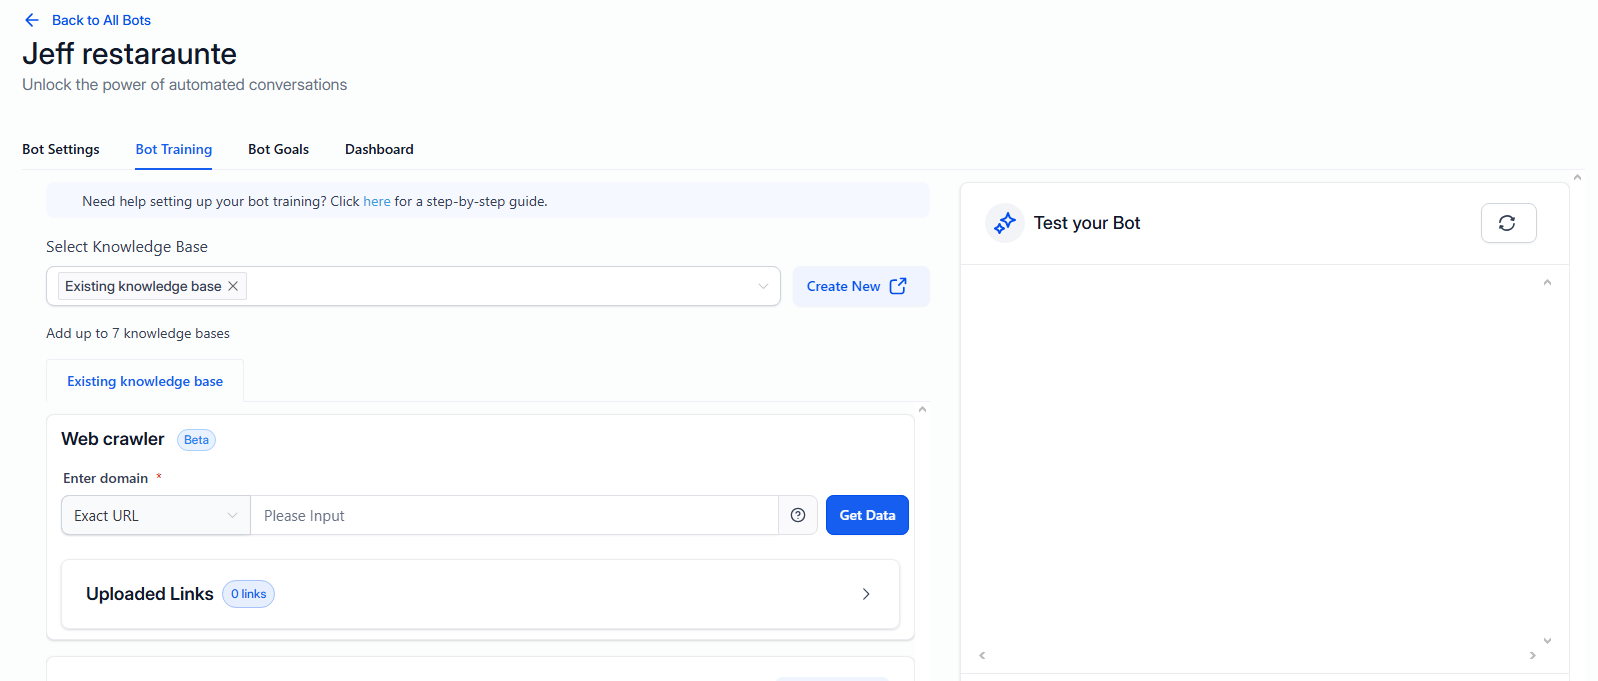 Back to All Bots
Jeff restaraunte
Unlock the power of automated conversations
Bot Settings
Bot Training
Bot Goals
Dashboard
Need help setting up your bot training? Click here for a step-by-step guide.
Select Knowledge Base
Existing knowledge base
Create New
Add up to 7 knowledge bases
Existing knowledge base
Web crawler
Beta
Enter domain *
Exact URL
Please Input
Get Data
Uploaded Links
0 links
Test your Bot